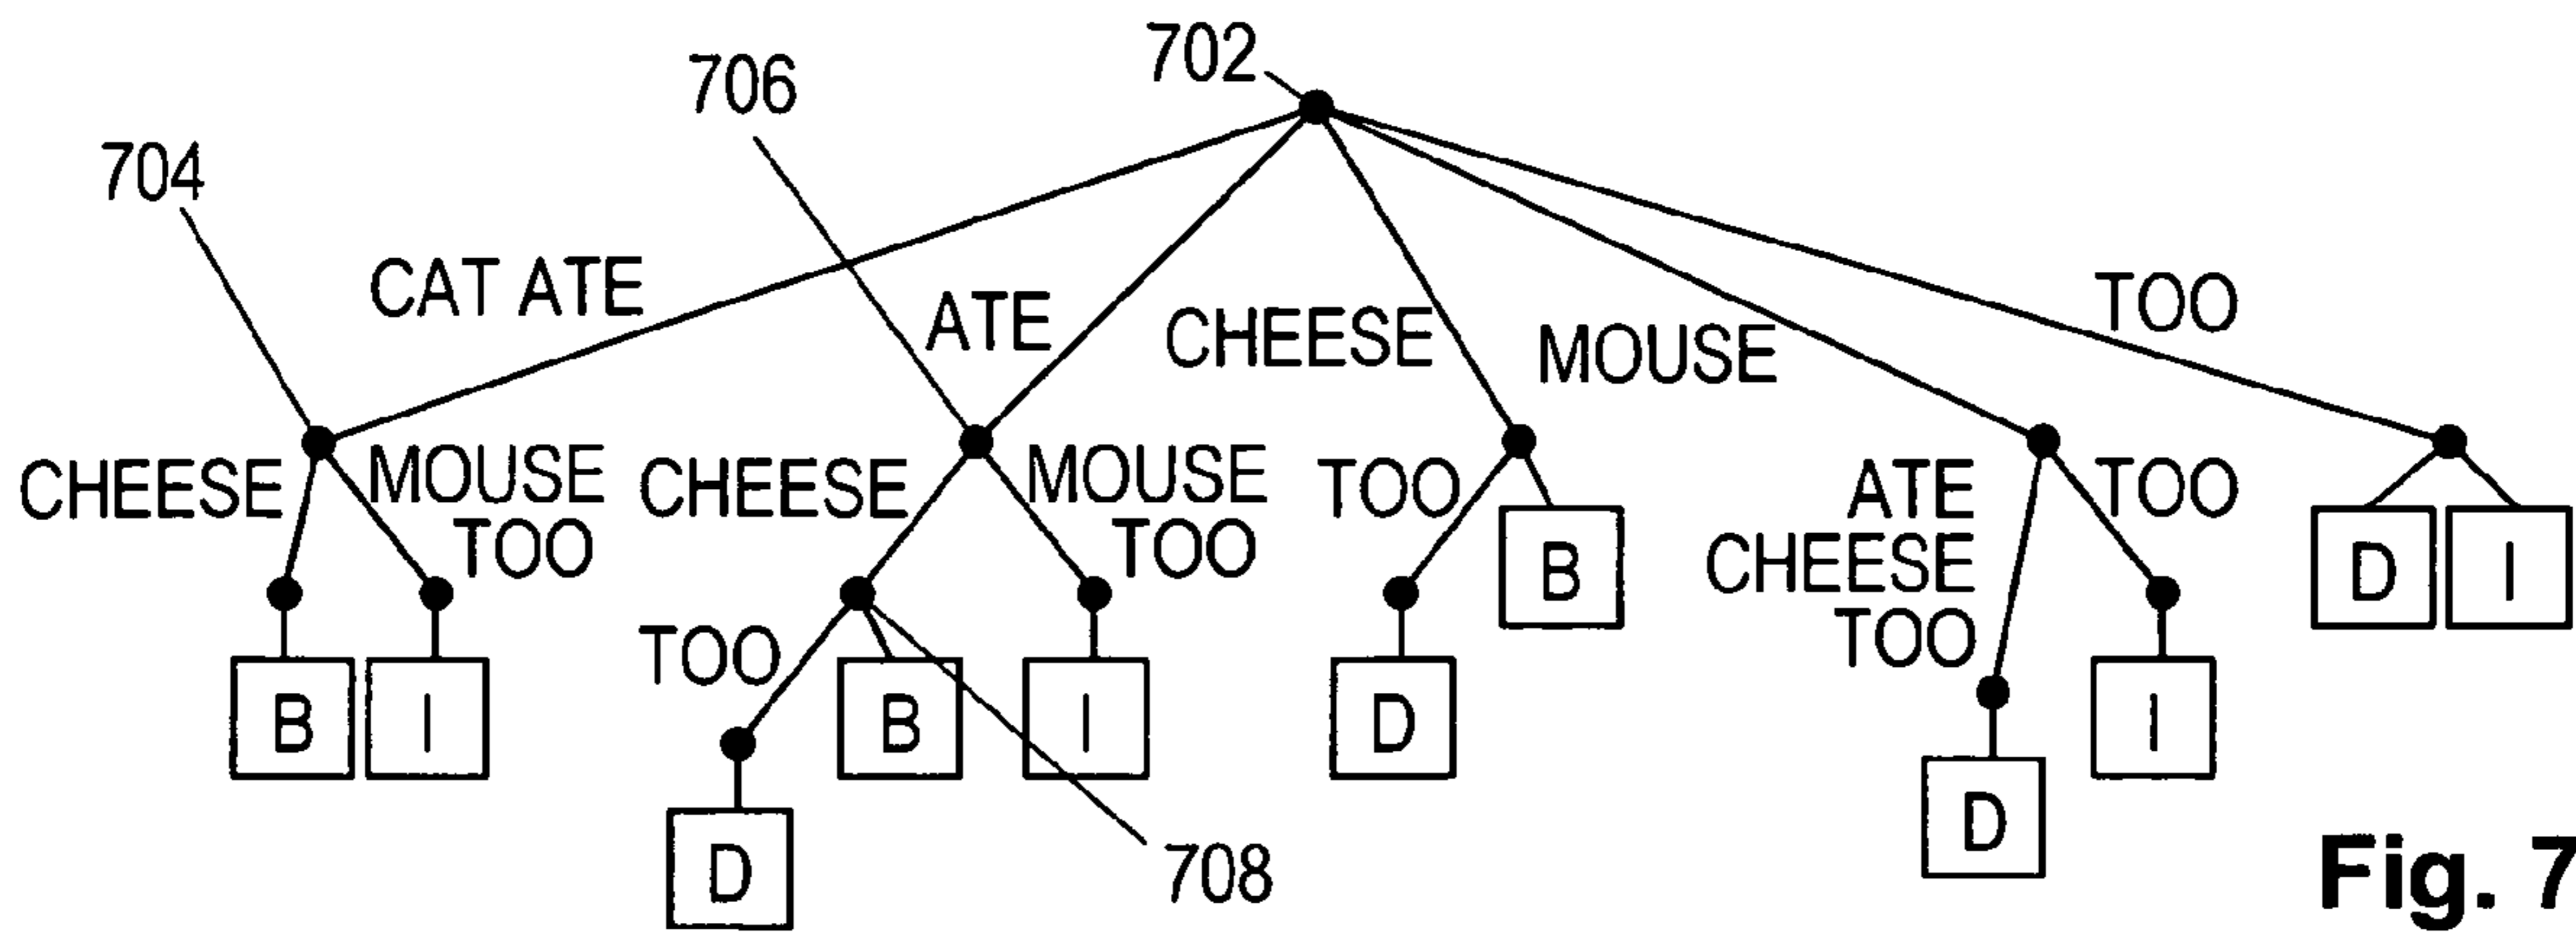 702
706
704
CAT ATE
ATE
CHEESE
MOUSE
TOO
CHEESE
MOUSE
TOO
CHEESE
MOUSE
TOO
TOO
ATE
CHEESE
TOO
TOO
D
I
B
TOO
B
I
B
I
D
I
D
D
708
Fig. 7